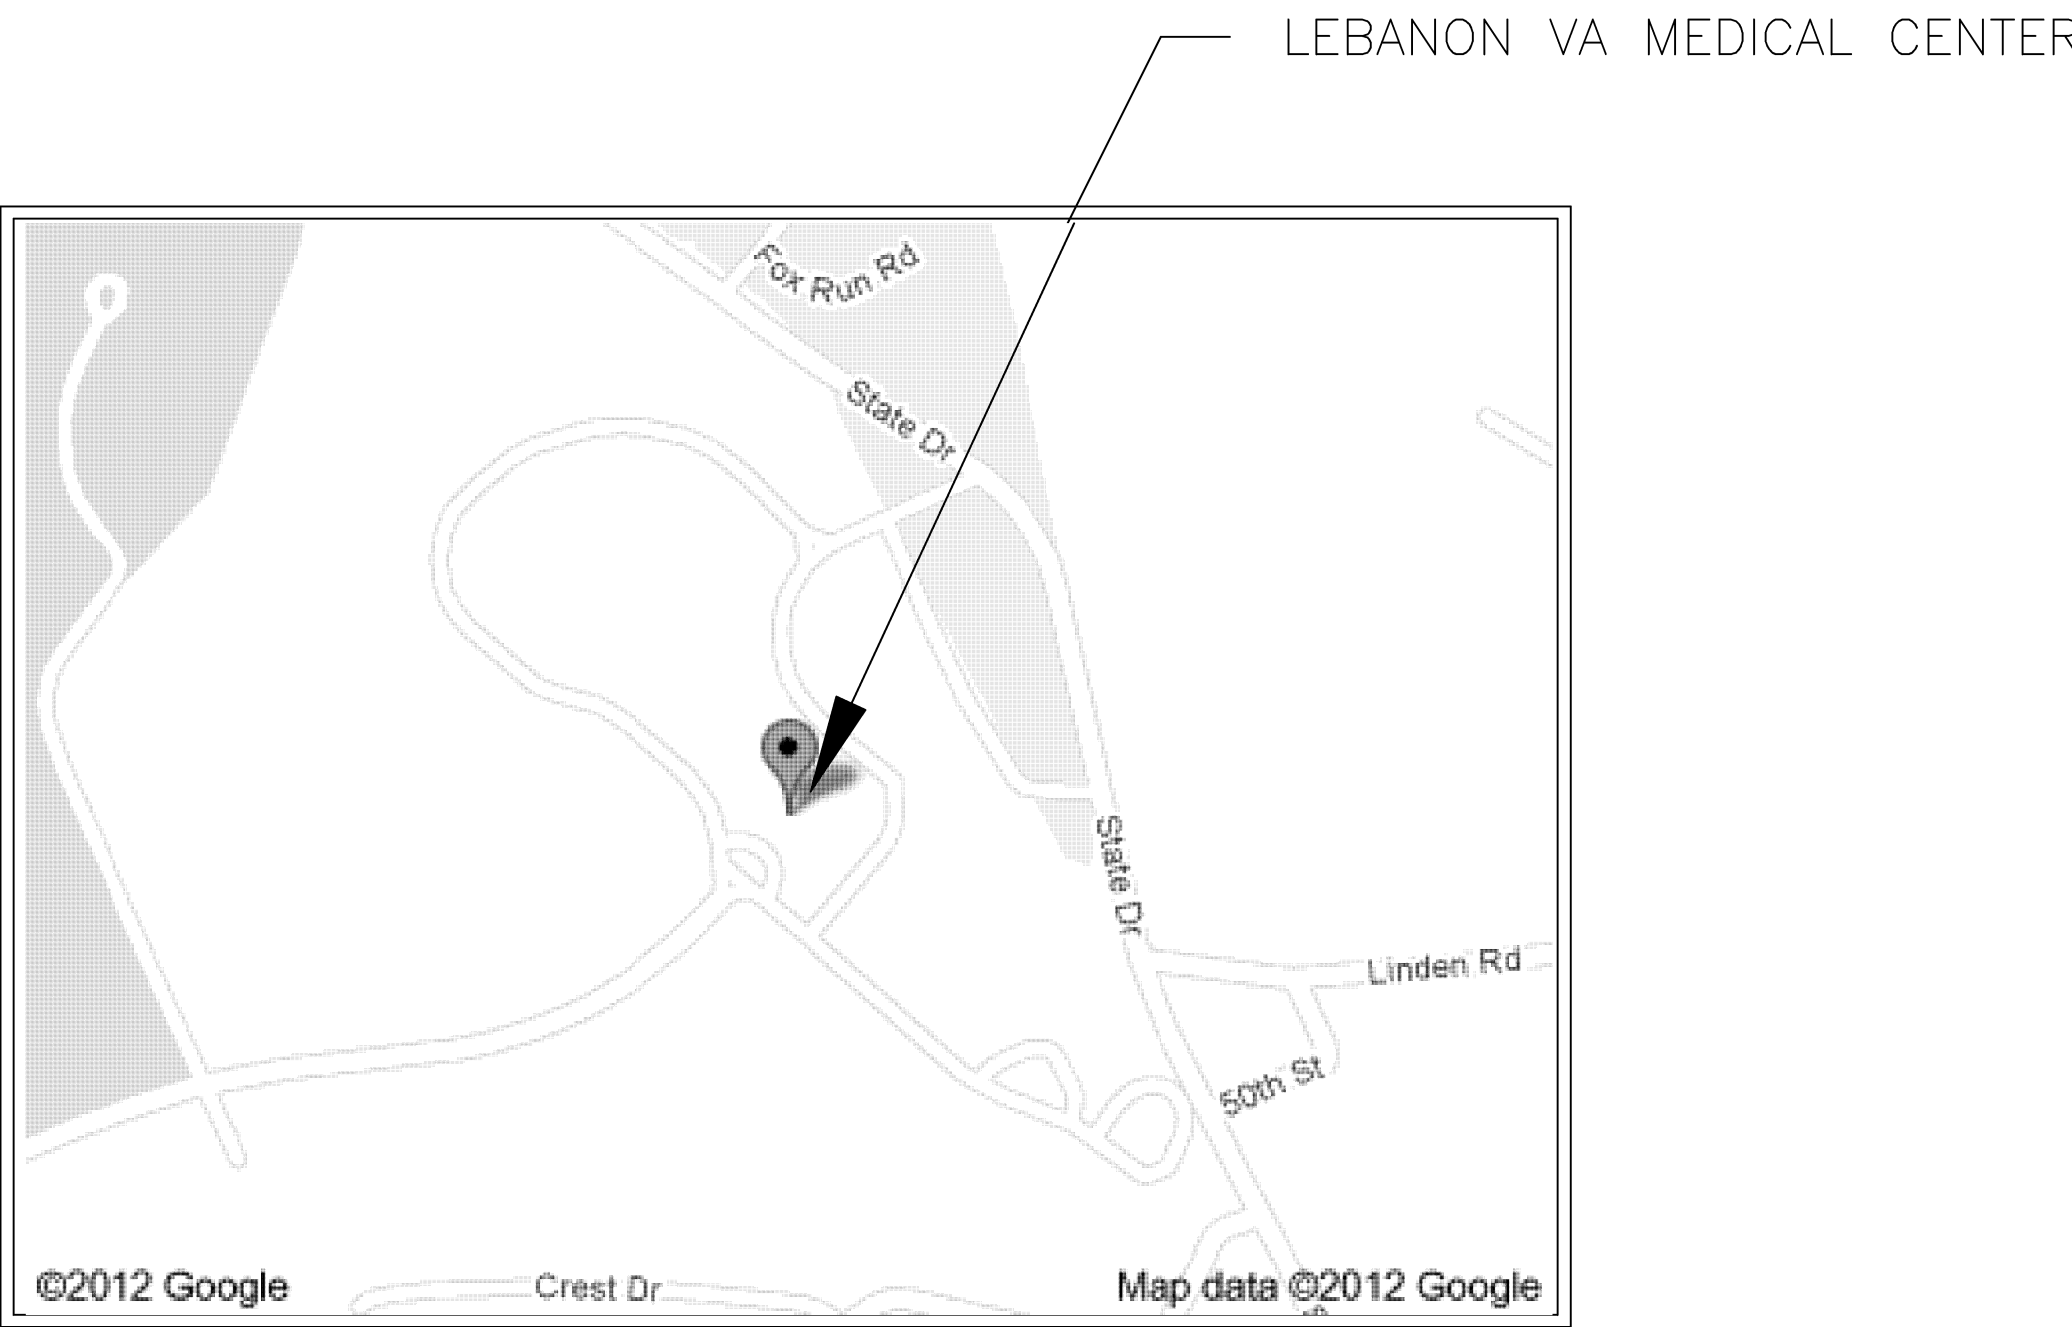 LEBANON VA MEDICAL CENTER
Fox Run Rd
State Dr
State Dr
Linden Rd
50th St
Crest Dr
©2012 Google
Map data ©2012 Google